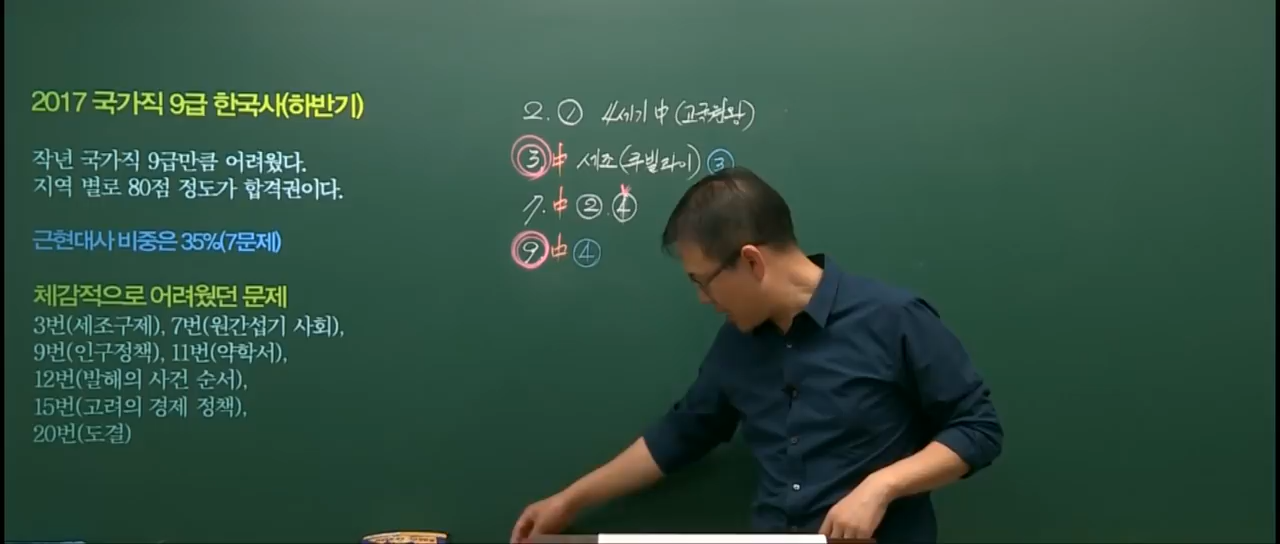 2017 국가직 9급 한국사(하반기)
작년 국가직 9급만큼 어려웠다.
지역 별로 80점 정도가 합격권이다.
근현대사 비중은 35%(7문제)
체감적으로 어려웠던 문제
3번(세조구제), 7번(원간섭기 사회),
9번(인구정책), 11번(약학서),
12번(발해의 사건 순서),
15번(고려의 경제 정책),
20번(도결)
2. ① 4세기 中 (고국원왕)
③. 中 세조(쿠빌라이) ③
7. 中 ②. ④
⑨. 中 ④